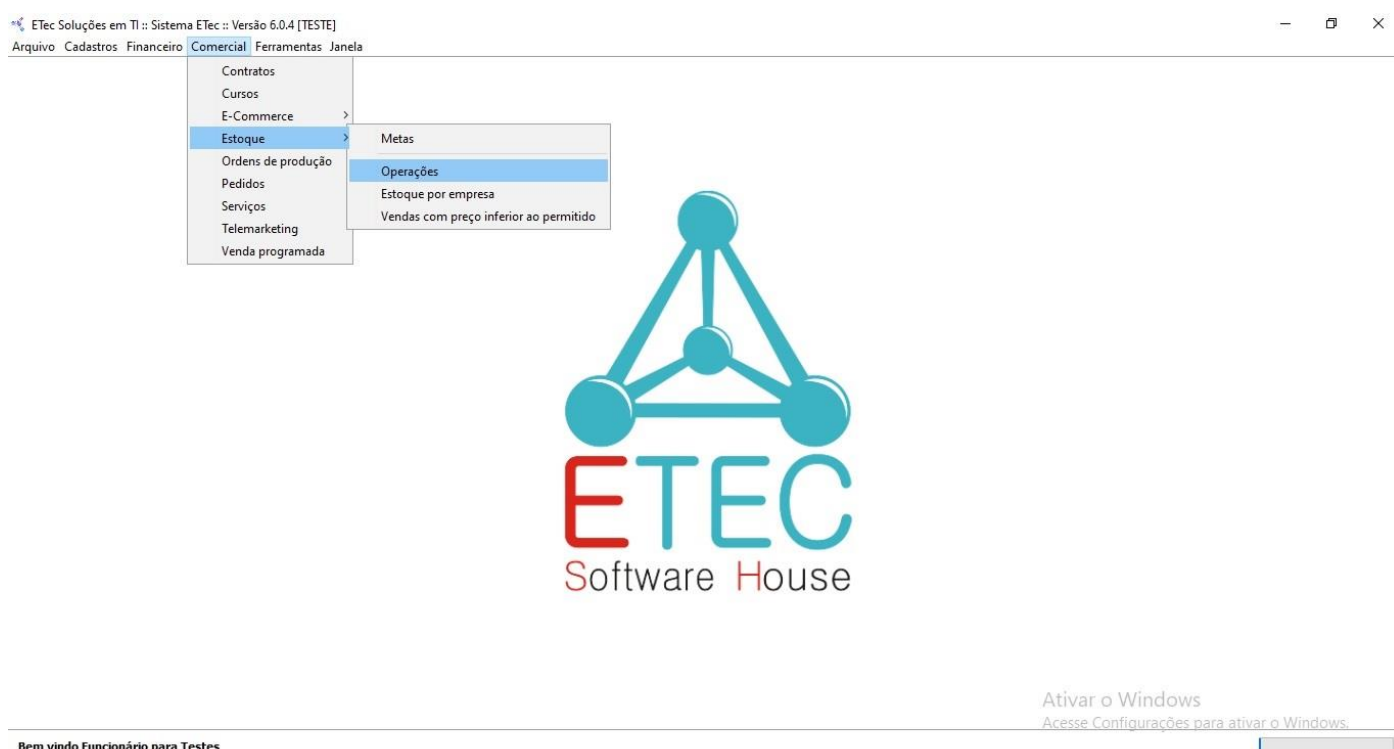 ETec Soluções em TI :: Sistema ETec :: Versão 6.0.4 [TESTE]
Arquivo Cadastros Financeiro Comercial Ferramentas Janela
Contratos
Cursos
E-Commerce
Estoque
Ordens de produção
Pedidos
Serviços
Telemarketing
Venda programada
Metas
Operações
Estoque por empresa
Vendas com preço inferior ao permitido
ETEC
Software House
Ativar o Windows
Acesse Configurações para ativar o Windows.
Bem vindo Funcionário para Testes